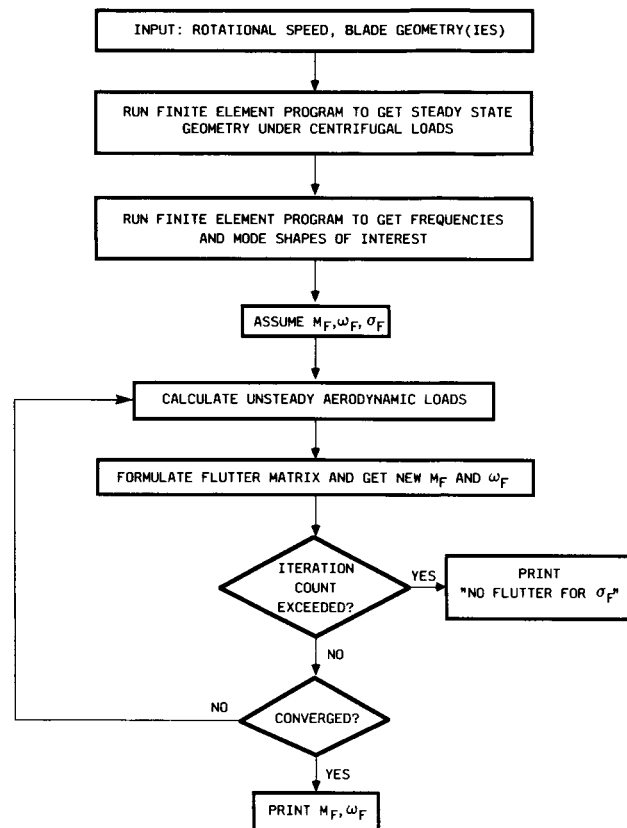 INPUT: ROTATIONAL SPEED, BLADE GEOMETRY(IES)
RUN FINITE ELEMENT PROGRAM TO GET STEADY STATE
GEOMETRY UNDER CENTRIFUGAL LOADS
RUN FINITE ELEMENT PROGRAM TO GET FREQUENCIES
AND MODE SHAPES OF INTEREST
ASSUME M_F, ω_F, σ_F
CALCULATE UNSTEADY AERODYNAMIC LOADS
FORMULATE FLUTTER MATRIX AND GET NEW M_F AND ω_F
ITERATION
COUNT
EXCEEDED?
YES
PRINT
"NO FLUTTER FOR σ_F"
NO
CONVERGED?
NO
YES
PRINT M_F, ω_F